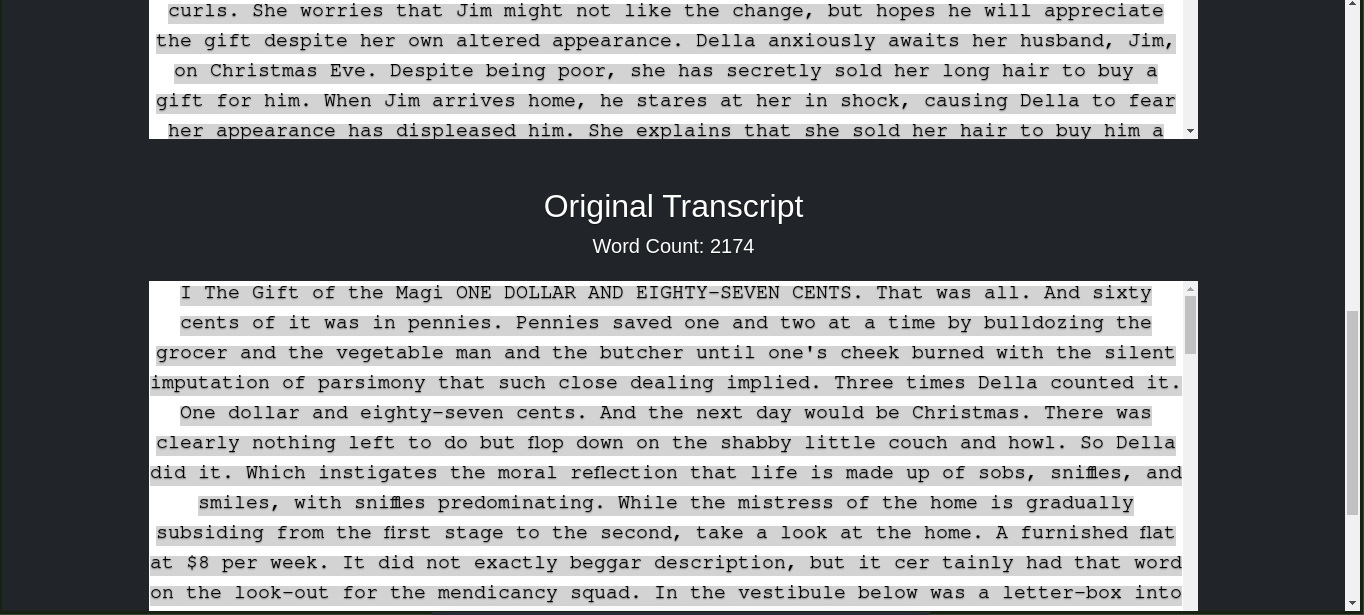 curls. She worries that Jim might not like the change, but hopes he will appreciate
the gift despite her own altered appearance. Della anxiously awaits her husband, Jim,
on Christmas Eve. Despite being poor, she has secretly sold her long hair to buy a
gift for him. When Jim arrives home, he stares at her in shock, causing Della to fear
her appearance has displeased him. She explains that she sold her hair to buy him a
Original Transcript
Word Count: 2174
I The Gift of the Magi ONE DOLLAR AND EIGHTY-SEVEN CENTS. That was all. And sixty
cents of it was in pennies. Pennies saved one and two at a time by bulldozing the
grocer and the vegetable man and the butcher until one's cheek burned with the silent
imputation of parsimony that such close dealing implied. Three times Della counted it.
One dollar and eighty-seven cents. And the next day would be Christmas. There was
clearly nothing left to do but flop down on the shabby little couch and howl. So Della
did it. Which instigates the moral reflection that life is made up of sobs, sniffles, and
smiles, with sniffles predominating. While the mistress of the home is gradually
subsiding from the first stage to the second, take a look at the home. A furnished flat
at $8 per week. It did not exactly beggar description, but it cer tainly had that word
on the look-out for the mendicancy squad. In the vestibule below was a letter-box into